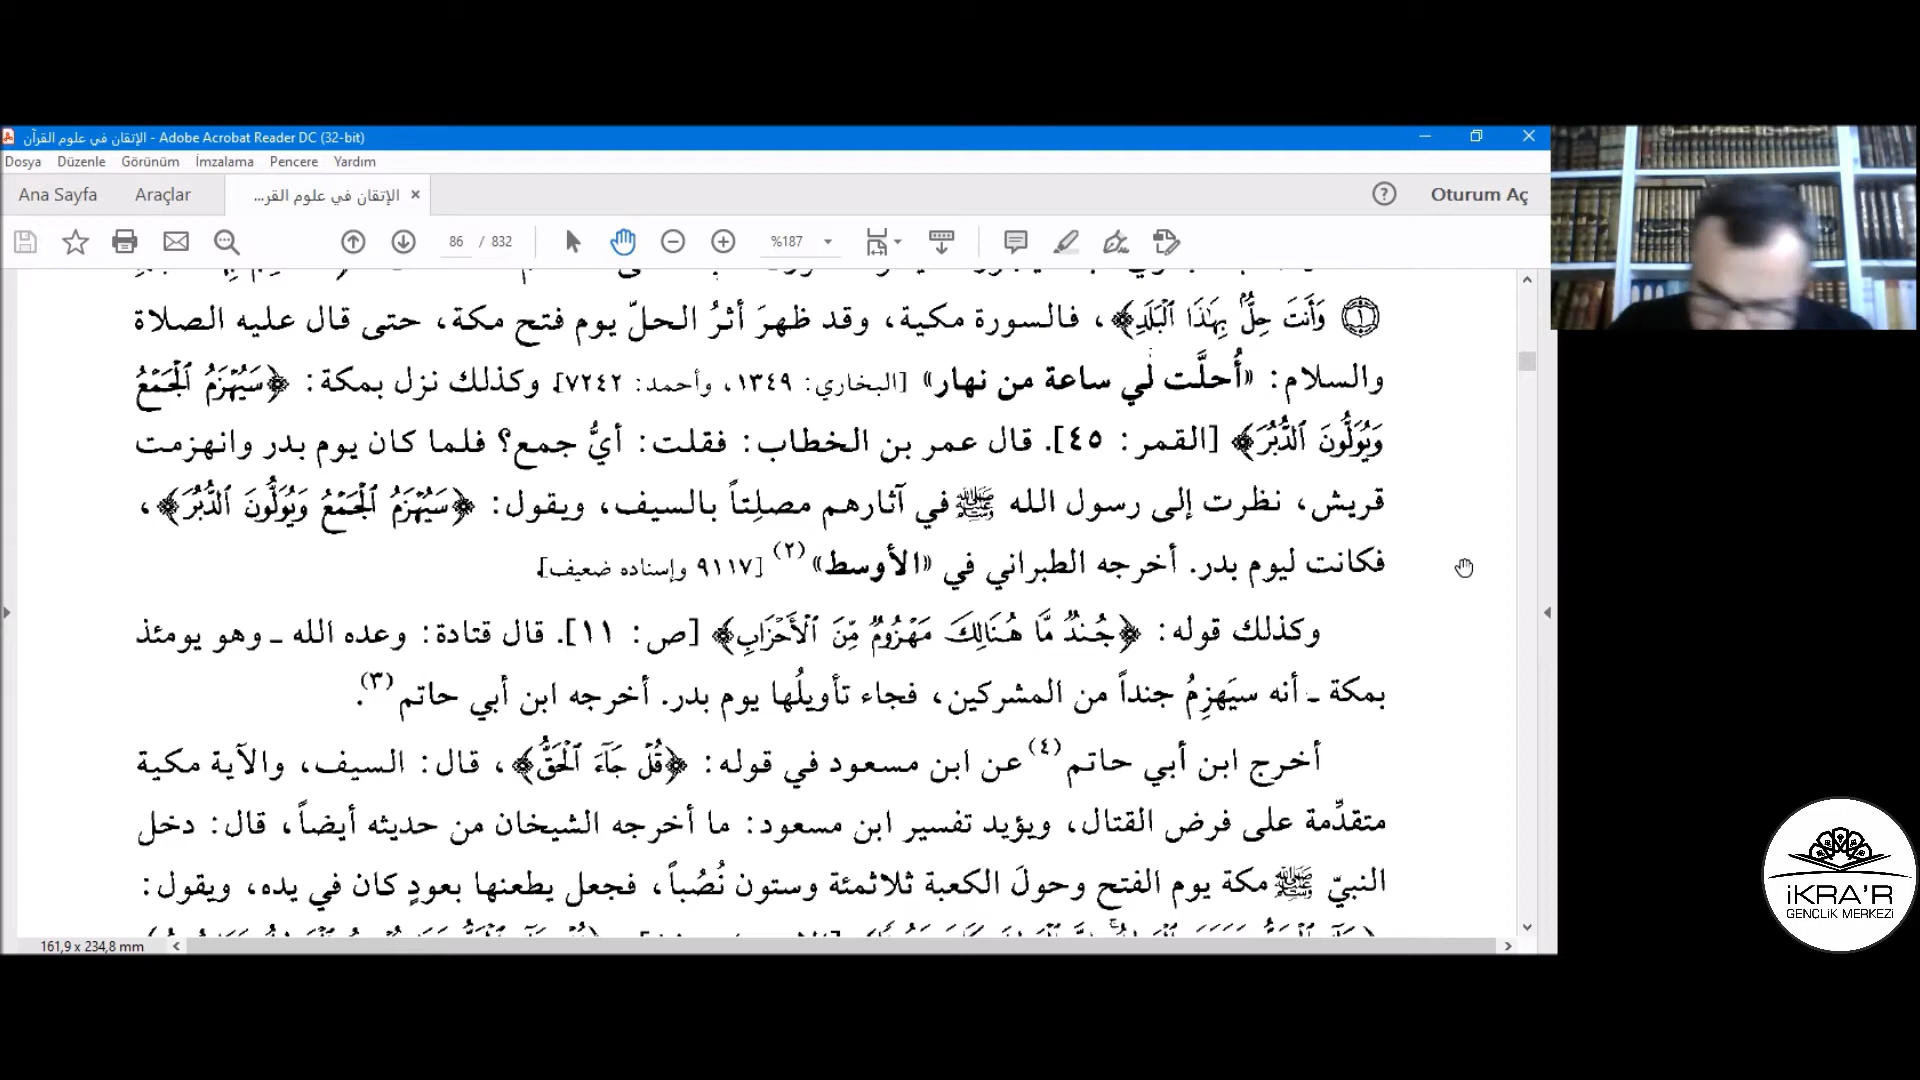 الإتقان في علوم القرآن - Adobe Acrobat Reader DC (32-bit)
Dosya Düzenle Görünüm İmzalama Pencere Yardım
Ana Sayfa Araçlar الإتقان في علوم القر... × Oturum Aç
86 / 832 %187
① وَأَنتَ حِلٌّۢ بِهَٰذَا ٱلۡبَلَدِ﴾، فالسورة مكية، وقد ظهرَ أثرُ الحلّ يوم فتح مكة، حتى قال عليه الصلاة
والسلام: «أُحلَّت لي ساعة من نهار» [البخاري: ١٣٤٩، وأحمد: ٧٢٤٢]. وكذلك نزل بمكة: ﴿سَيُهۡزَمُ ٱلۡجَمۡعُ
وَيُوَلُّونَ ٱلدُّبُرَ﴾ [القمر: ٤٥]. قال عمر بن الخطاب: فقلت: أيُّ جمع؟ فلما كان يوم بدر وانهزمت
قريش، نظرت إلى رسول الله ﷺ في آثارهم مصلِتاً بالسيف، ويقول: ﴿سَيُهۡزَمُ ٱلۡجَمۡعُ وَيُوَلُّونَ ٱلدُّبُرَ﴾،
فكانت ليوم بدر. أخرجه الطبراني في «الأوسط»(٢) [٩١١٧ وإسناده ضعيف].
وكذلك قوله: ﴿جُندٞ مَّا هُنَالِكَ مَهۡزُومٞ مِّنَ ٱلۡأَحۡزَابِ﴾ [ص: ١١]. قال قتادة: وعده الله ـ وهو يومئذ
بمكة ـ أنه سيَهزِمُ جنداً من المشركين، فجاء تأويلُها يوم بدر. أخرجه ابن أبي حاتم(٣).
أخرج ابن أبي حاتم(٤) عن ابن مسعود في قوله: ﴿قُلۡ جَآءَ ٱلۡحَقُّ﴾، قال: السيف، والآية مكية
متقدِّمة على فرض القتال، ويؤيد تفسير ابن مسعود: ما أخرجه الشيخان من حديثه أيضاً، قال: دخل
النبيّ ﷺ مكة يوم الفتح وحولَ الكعبة ثلاثمئة وستون نُصُباً، فجعل يطعنها بعودٍ كان في يده، ويقول:
161,9 x 234,8 mm
iKRA'R
GENÇLiK MERKEZi